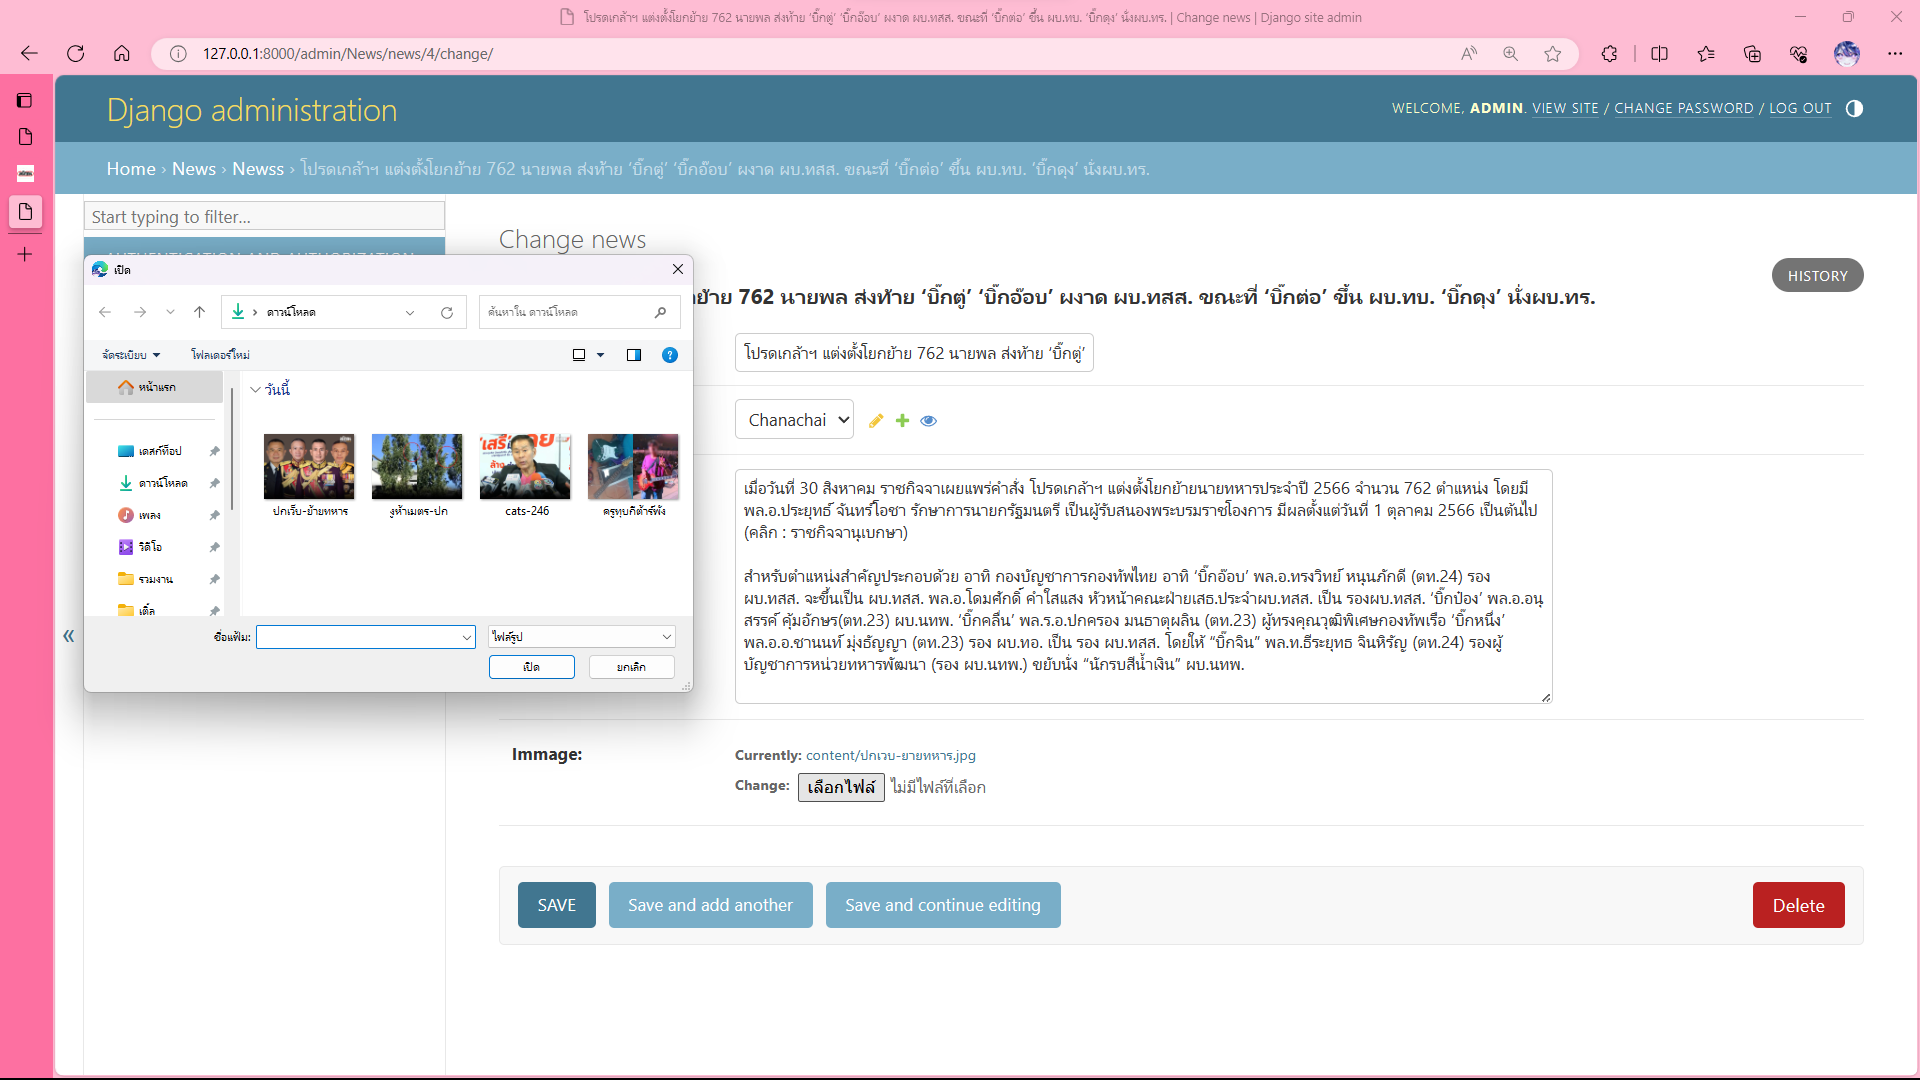 โปรดเกล้าฯ แต่งตั้งโยกย้าย 762 นายพล ส่งท้าย ‘บิ๊กตู่’ ‘บิ๊กอ๊อบ’ ผงาด ผบ.ทสส. ขณะที่ ‘บิ๊กต่อ’ ขึ้น ผบ.ทบ. ‘บิ๊กดุง’ นั่งผบ.ทร. | Change news | Django site admin
127.0.0.1:8000/admin/News/news/4/change/
Django administration
WELCOME, ADMIN. VIEW SITE / CHANGE PASSWORD / LOG OUT
Home › News › Newss › โปรดเกล้าฯ แต่งตั้งโยกย้าย 762 นายพล ส่งท้าย ‘บิ๊กตู่’ ‘บิ๊กอ๊อบ’ ผงาด ผบ.ทสส. ขณะที่ ‘บิ๊กต่อ’ ขึ้น ผบ.ทบ. ‘บิ๊กดุง’ นั่งผบ.ทร.
Start typing to filter...
AUTHENTICATION AND AUTHORIZATION
Change news
HISTORY
ย้าย 762 นายพล ส่งท้าย ‘บิ๊กตู่’ ‘บิ๊กอ๊อบ’ ผงาด ผบ.ทสส. ขณะที่ ‘บิ๊กต่อ’ ขึ้น ผบ.ทบ. ‘บิ๊กดุง’ นั่งผบ.ทร.
โปรดเกล้าฯ แต่งตั้งโยกย้าย 762 นายพล ส่งท้าย ‘บิ๊กตู่’
Chanachai
เมื่อวันที่ 30 สิงหาคม ราชกิจจาเผยแพร่คำสั่ง โปรดเกล้าฯ แต่งตั้งโยกย้ายนายทหารประจำปี 2566 จำนวน 762 ตำแหน่ง โดยมี
พล.อ.ประยุทธ์ จันทร์โอชา รักษาการนายกรัฐมนตรี เป็นผู้รับสนองพระบรมราชโองการ มีผลตั้งแต่วันที่ 1 ตุลาคม 2566 เป็นต้นไป
(คลิก : ราชกิจจานุเบกษา)
สำหรับตำแหน่งสำคัญประกอบด้วย อาทิ กองบัญชาการกองทัพไทย อาทิ ‘บิ๊กอ๊อบ’ พล.อ.ทรงวิทย์ หนุนภักดี (ตท.24) รอง
ผบ.ทสส. จะขึ้นเป็น ผบ.ทสส. พล.อ.โดมศักดิ์ คำใสแสง หัวหน้าคณะฝ่ายเสธ.ประจำผบ.ทสส. เป็น รองผบ.ทสส. ‘บิ๊กป๋อง’ พล.อ.อนุ
สรรค์ คุ้มอักษร(ตท.23) ผบ.นทพ. ‘บิ๊กคลื่น’ พล.ร.อ.ปกครอง มนธาตุผลิน (ตท.23) ผู้ทรงคุณวุฒิพิเศษกองทัพเรือ ‘บิ๊กหนึ่ง’
พล.อ.อ.ชานนท์ มุ่งธัญญา (ตท.23) รอง ผบ.ทอ. เป็น รอง ผบ.ทสส. โดยให้ “บิ๊กจิน” พล.ท.ธีระยุทธ จินหิรัญ (ตท.24) รองผู้
บัญชาการหน่วยทหารพัฒนา (รอง ผบ.นทพ.) ขยับนั่ง “นักรบสีน้ำเงิน” ผบ.นทพ.
Immage:
Currently: content/ปกเวบ-ยายทหาร.jpg
Change: เลือกไฟล์ ไม่มีไฟล์ที่เลือก
SAVE
Save and add another
Save and continue editing
Delete
เปิด
ดาวน์โหลด
ค้นหาใน ดาวน์โหลด
จัดระเบียบ
โฟลเดอร์ใหม่
หน้าแรก
เดสก์ท็อป
ดาวน์โหลด
เพลง
วิดีโอ
รวมงาน
เติ้ล
วันนี้
ปกเว็บ-ย้ายทหาร
งูห้าเมตร-ปก
cats-246
ครูทุบกีต้าร์พัง
ชื่อแฟ้ม:
ไฟล์รูป
เปิด
ยกเลิก